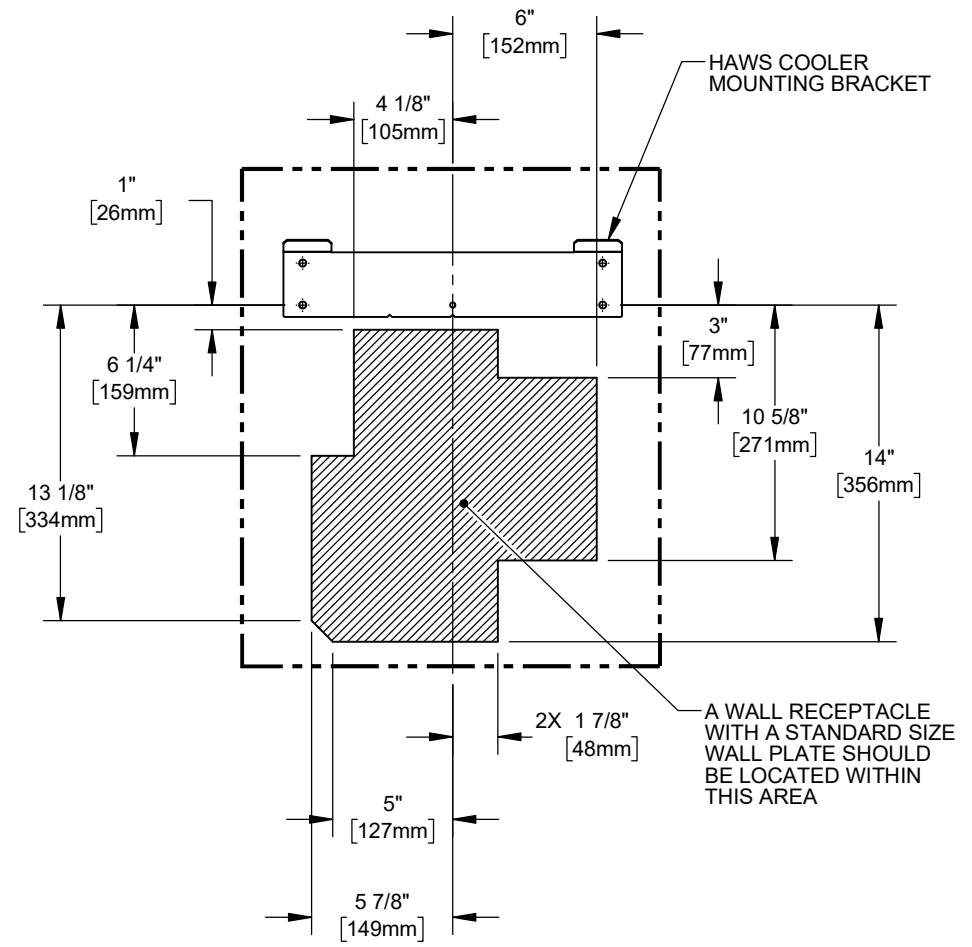 6"
[152mm]
HAWS COOLER
MOUNTING BRACKET
4 1/8"
[105mm]
1"
[26mm]
3"
[77mm]
6 1/4"
[159mm]
10 5/8"
[271mm]
14"
[356mm]
13 1/8"
[334mm]
2X 1 7/8"
[48mm]
A WALL RECEPTACLE
WITH A STANDARD SIZE
WALL PLATE SHOULD
BE LOCATED WITHIN
THIS AREA
5"
[127mm]
5 7/8"
[149mm]